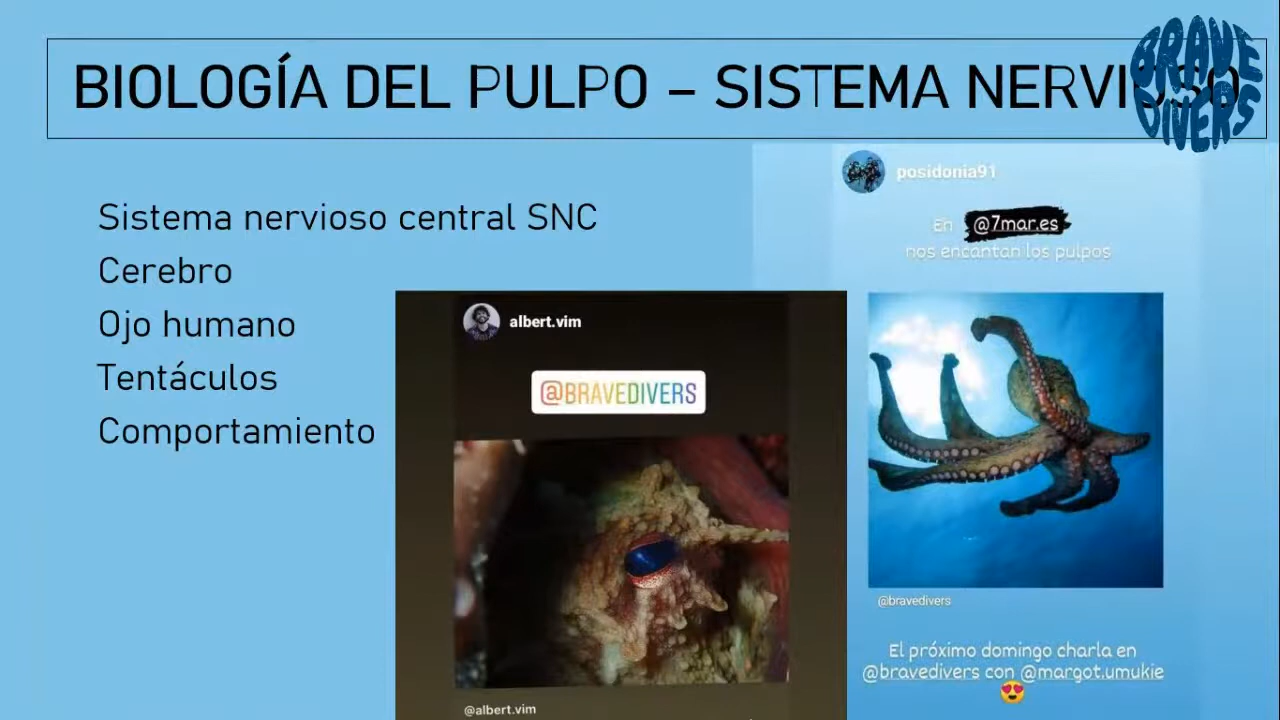 BIOLOGÍA DEL PULPO – SISTEMA NERVIOSO
BRAVE
DIVERS
Sistema nervioso central SNC
Cerebro
Ojo humano
Tentáculos
Comportamiento
albert.vim
@BRAVEDIVERS
@albert.vim
posidonia91
En @7mar.es
nos encantan los pulpos
@bravedivers
El próximo domingo charla en
@bravedivers con @margot.umukie
😍